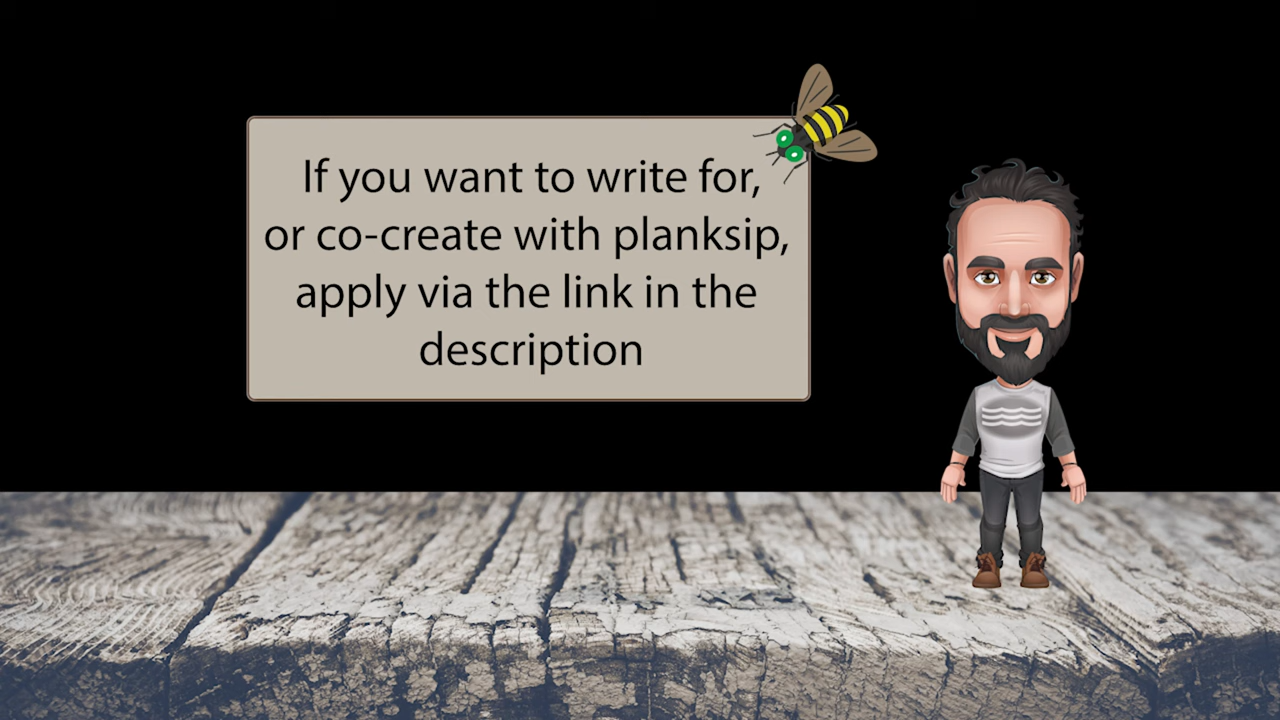 If you want to write for,
or co-create with planksip,
apply via the link in the
description